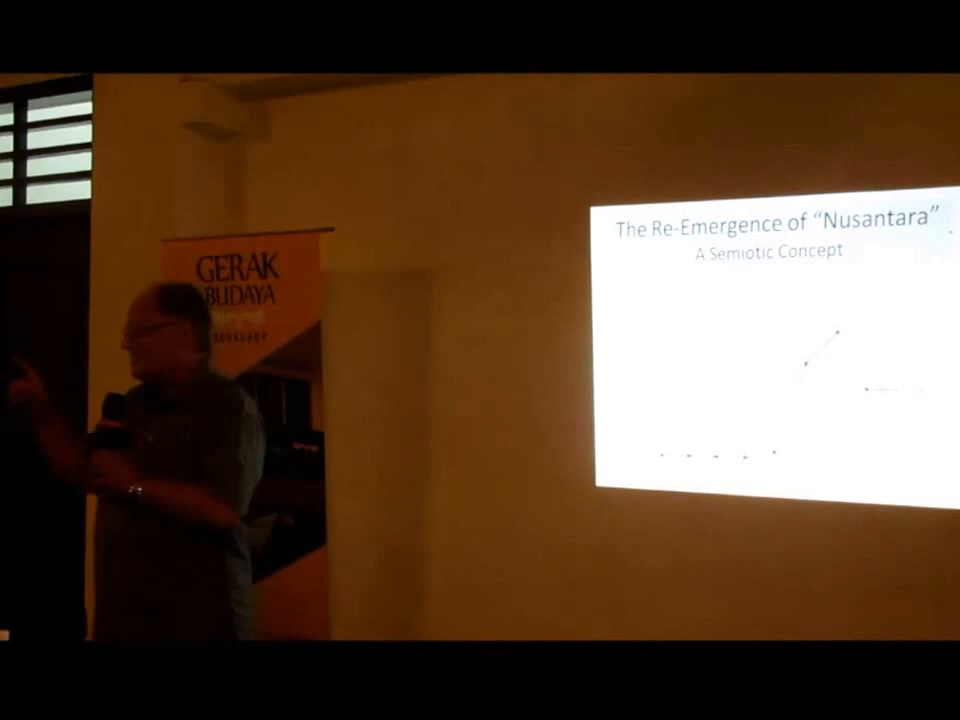 GERAK
BUDAYA
The Re-Emergence of “Nusantara”
A Semiotic Concept